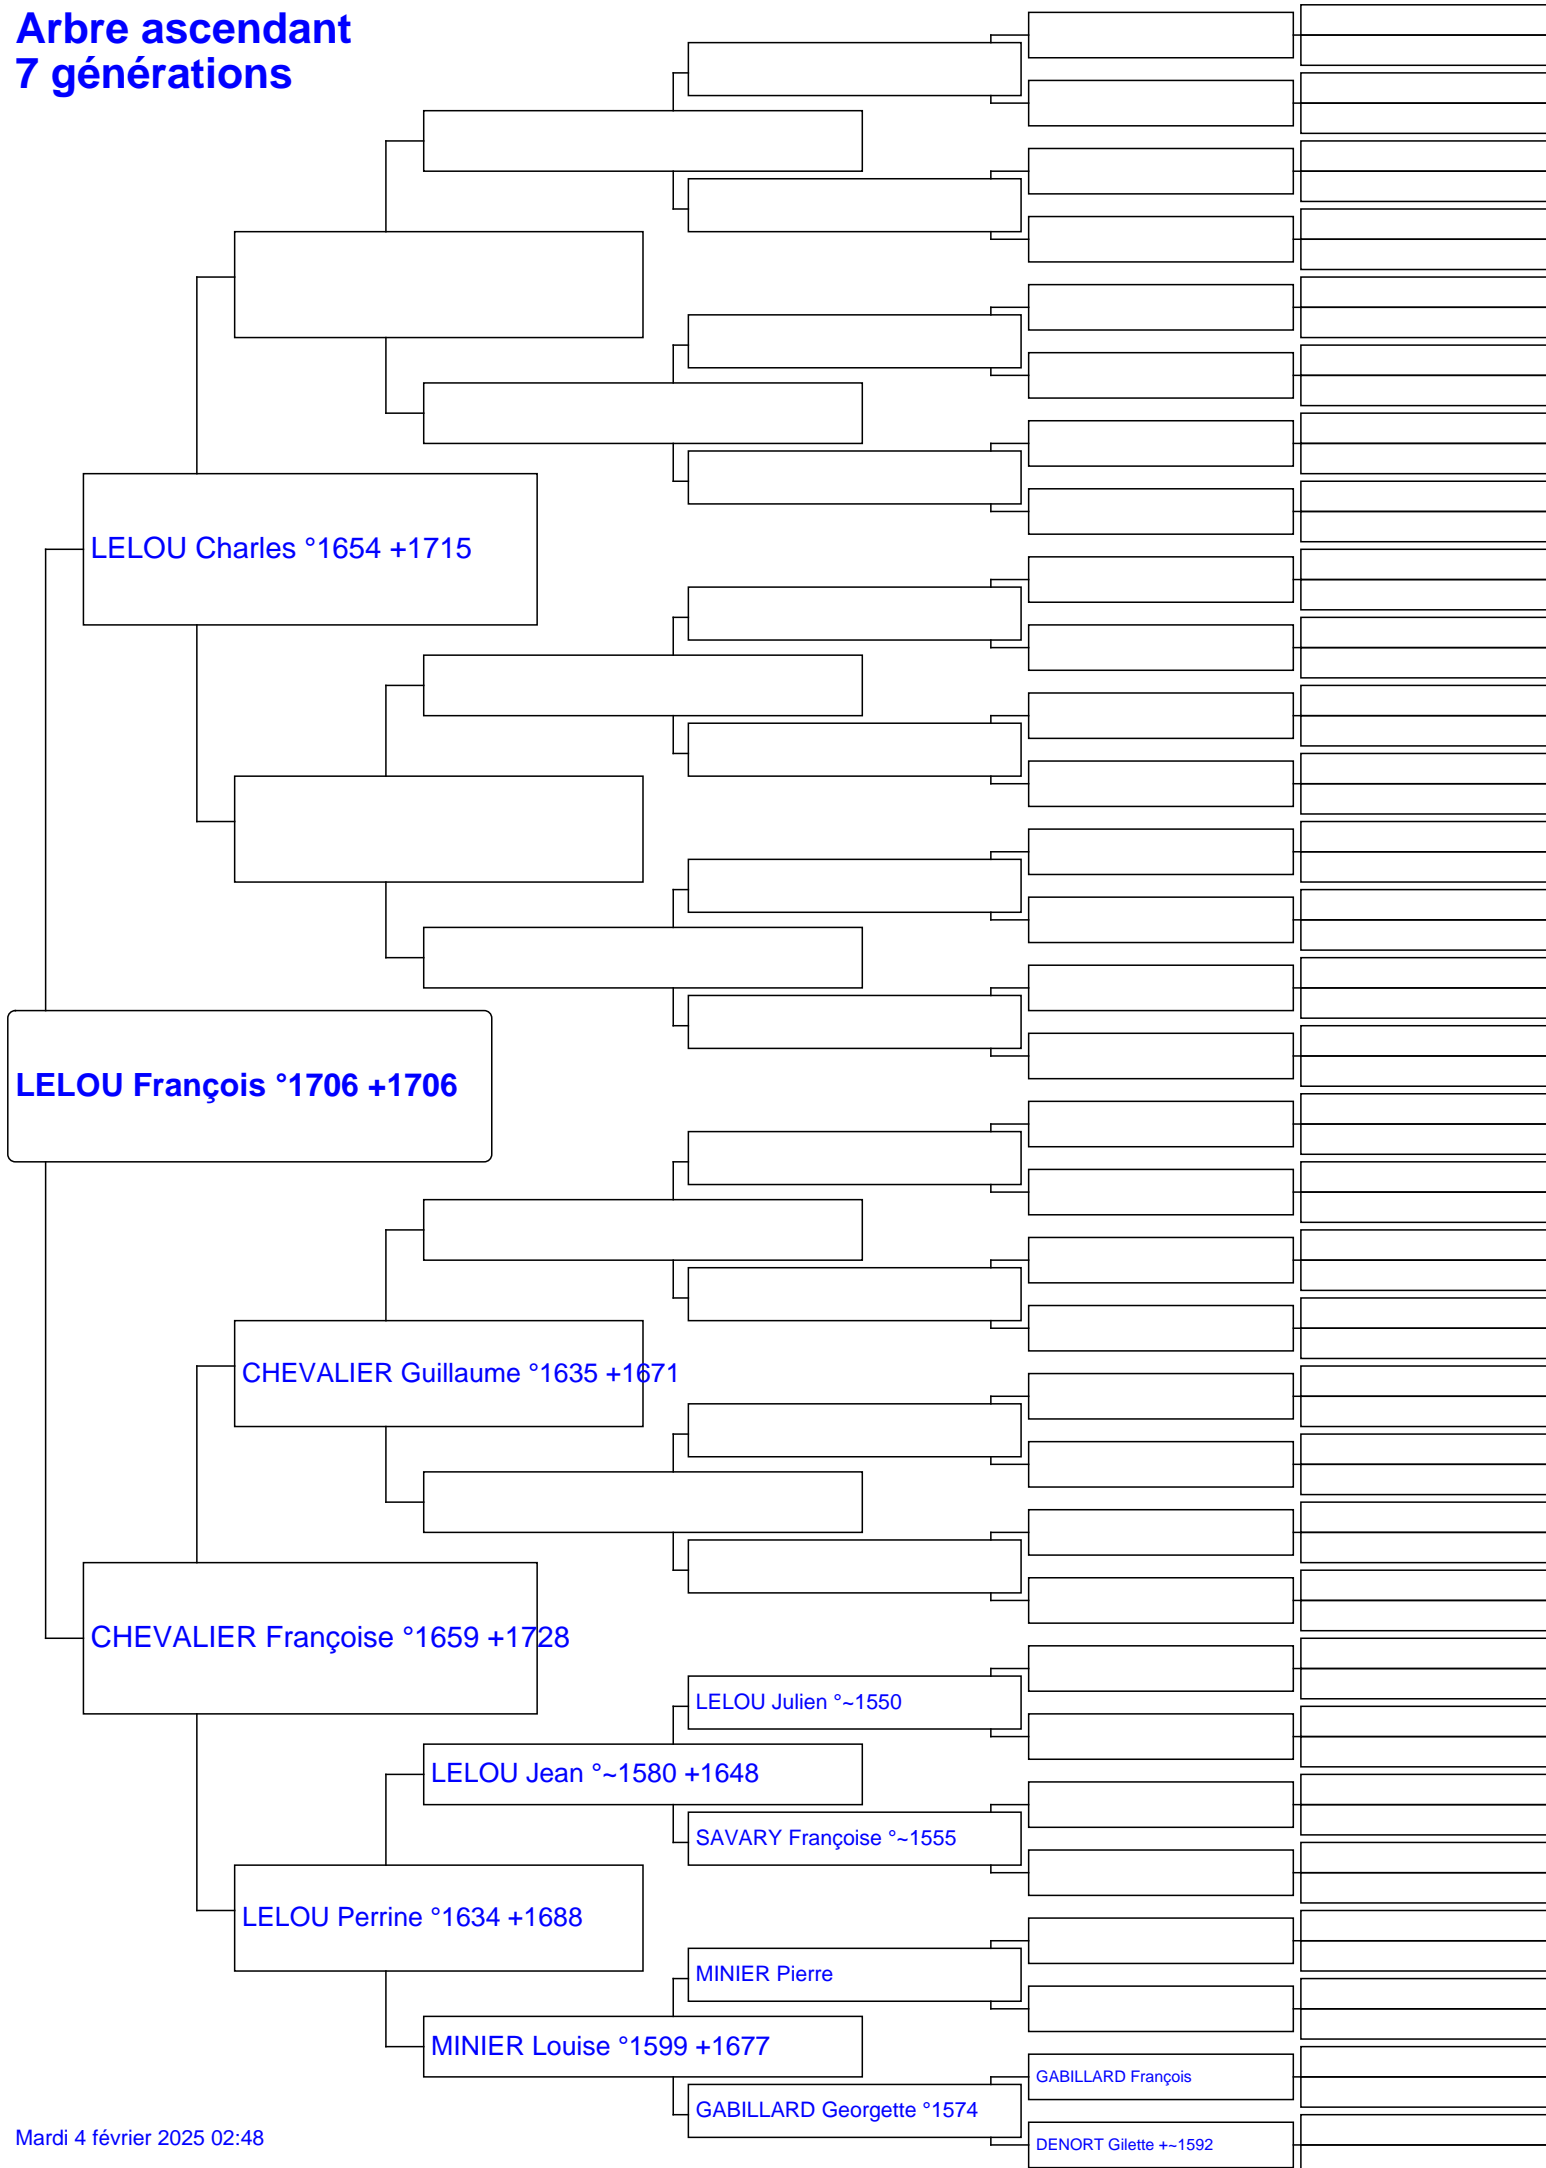 Arbre ascendant
7 générations
LELOU Charles °1654 +1715
LELOU François °1706 +1706
CHEVALIER Guillaume °1635 +1671
CHEVALIER Françoise °1659 +1728
LELOU Julien °~1550
LELOU Jean °~1580 +1648
SAVARY Françoise °~1555
LELOU Perrine °1634 +1688
MINIER Pierre
MINIER Louise °1599 +1677
GABILLARD François
GABILLARD Georgette °1574
DENORT Gilette +~1592
Mardi 4 février 2025 02:48